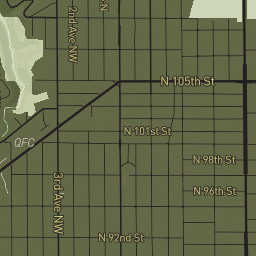 2nd Ave NW
N
N 105th St
N 101st St
QFC
N 98th St
3rd Ave NW
N 96th St
N
N 92nd St